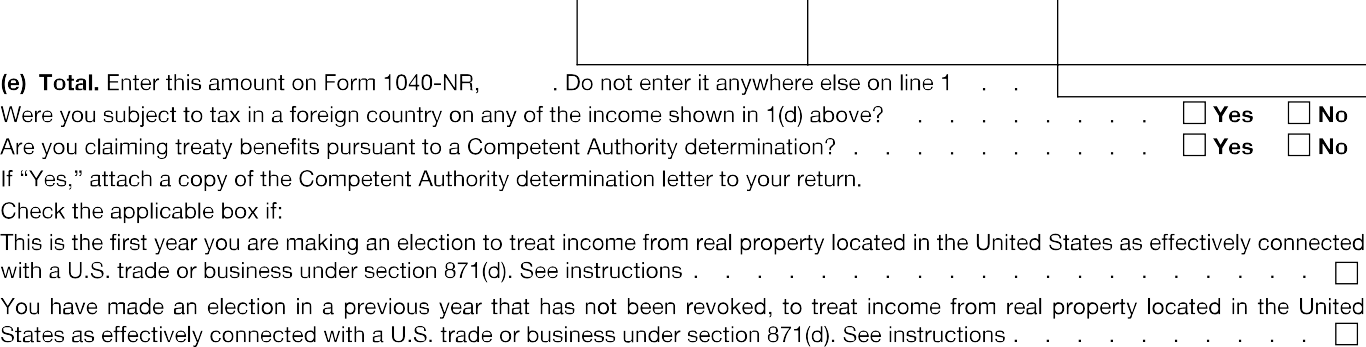 (e) Total. Enter this amount on Form 1040-NR, . Do not enter it anywhere else on line 1 . .
Were you subject to tax in a foreign country on any of the income shown in 1(d) above? . . . . . . . . Yes No
Are you claiming treaty benefits pursuant to a Competent Authority determination? . . . . . . . . . . Yes No
If “Yes,” attach a copy of the Competent Authority determination letter to your return.
Check the applicable box if:
This is the first year you are making an election to treat income from real property located in the United States as effectively connected
with a U.S. trade or business under section 871(d). See instructions . . . . . . . . . . . . . . . . . . . .
You have made an election in a previous year that has not been revoked, to treat income from real property located in the United
States as effectively connected with a U.S. trade or business under section 871(d). See instructions . . . . . . . . . .